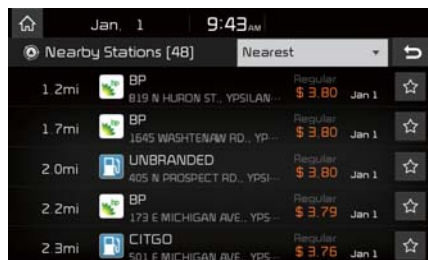 Jan. 1 9:43 AM
Nearby Stations (48) Nearest
1.2mi BP Regular
819 N HURON ST., YPSILAN... $ 3.80 Jan 1
1.7mi BP Regular
1645 WASHTENAW RD., YP... $ 3.80 Jan 1
2.0mi UNBRANDED Regular
405 N PROSPECT RD., YPSI... $ 3.80 Jan 1
2.2mi BP Regular
173 E MICHIGAN AVE., YPS... $ 3.79 Jan 1
2.3mi CITGO Regular
501 E MICHIGAN AVE., YPS... $ 3.76 Jan 1